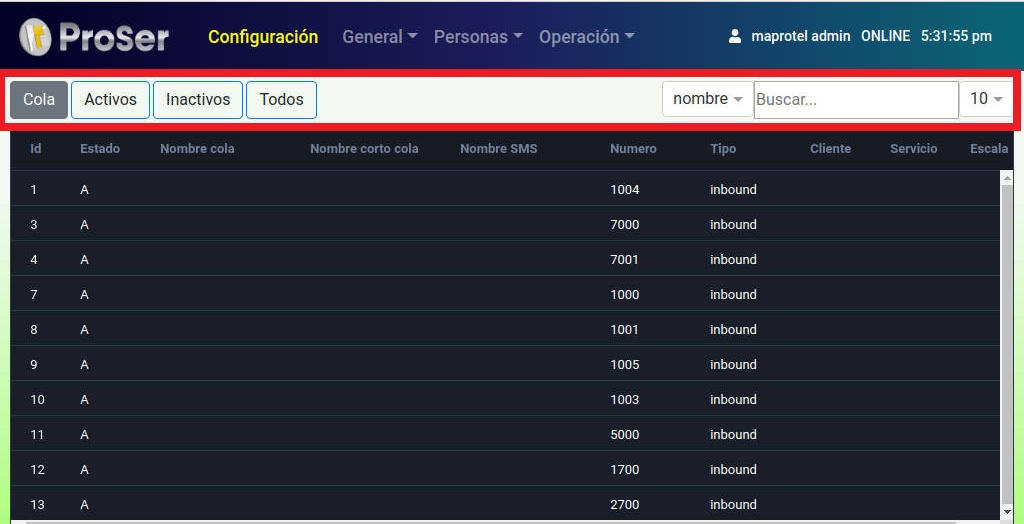 ProSer Configuración General Personas Operación maprotel admin ONLINE 5:31:55 pm
Cola Activos Inactivos Todos nombre Buscar... 10
Id Estado Nombre cola Nombre corto cola Nombre SMS Numero Tipo Cliente Servicio Escala
1 A 1004 inbound
3 A 7000 inbound
4 A 7001 inbound
7 A 1000 inbound
8 A 1001 inbound
9 A 1005 inbound
10 A 1003 inbound
11 A 5000 inbound
12 A 1700 inbound
13 A 2700 inbound